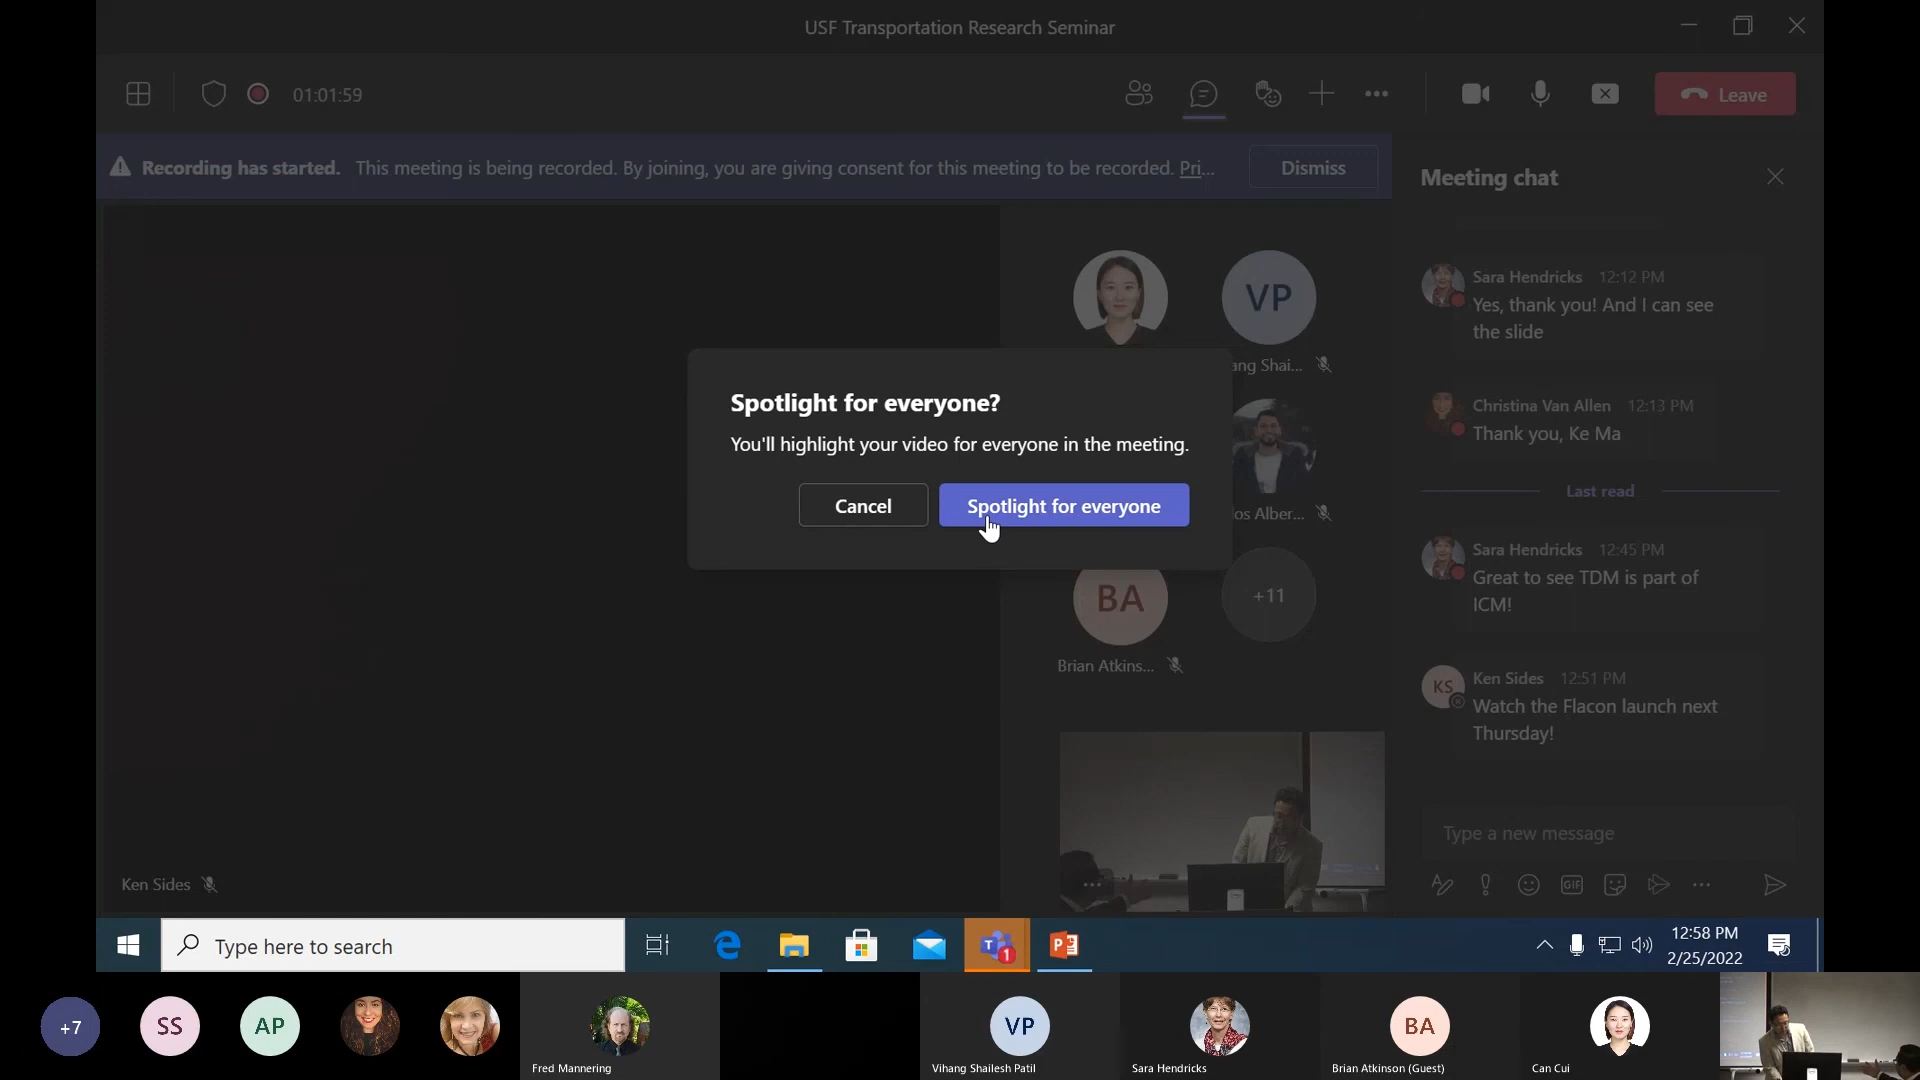 USF Transportation Research Seminar
01:01:59
Leave
Recording has started. This meeting is being recorded. By joining, you are giving consent for this meeting to be recorded. Pri...
Dismiss
Meeting chat
VP
ang Shai...
Sara Hendricks 12:12 PM
Yes, thank you! And I can see
the slide
Christina Van Allen 12:13 PM
Thank you, Ke Ma
Last read
Spotlight for everyone?
You'll highlight your video for everyone in the meeting.
Cancel
Spotlight for everyone
los Alber...
Sara Hendricks 12:45 PM
Great to see TDM is part of
ICM!
BA
+11
Brian Atkins...
KS
Ken Sides 12:51 PM
Watch the Flacon launch next
Thursday!
Type a new message
GIF
Ken Sides
Type here to search
1
12:58 PM
2/25/2022
+7
SS
AP
VP
BA
Fred Mannering
Vihang Shailesh Patil
Sara Hendricks
Brian Atkinson (Guest)
Can Cui